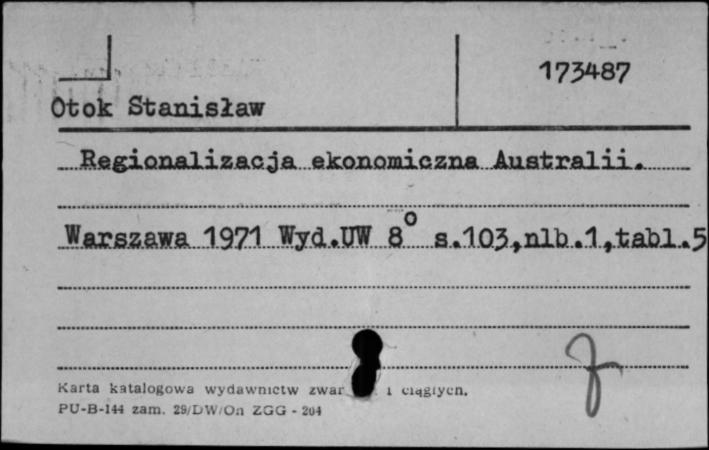 173487
Otok Stanisław
Regionalizacja ekonomiczna Australii.
Warszawa 1971 Wyd.UW 8° s.103,nlb.1,tabl.5
Karta katalogowa wydawnictw i ciągłych.
PU-B-144 zam. 29/DW/On ZGG - 204